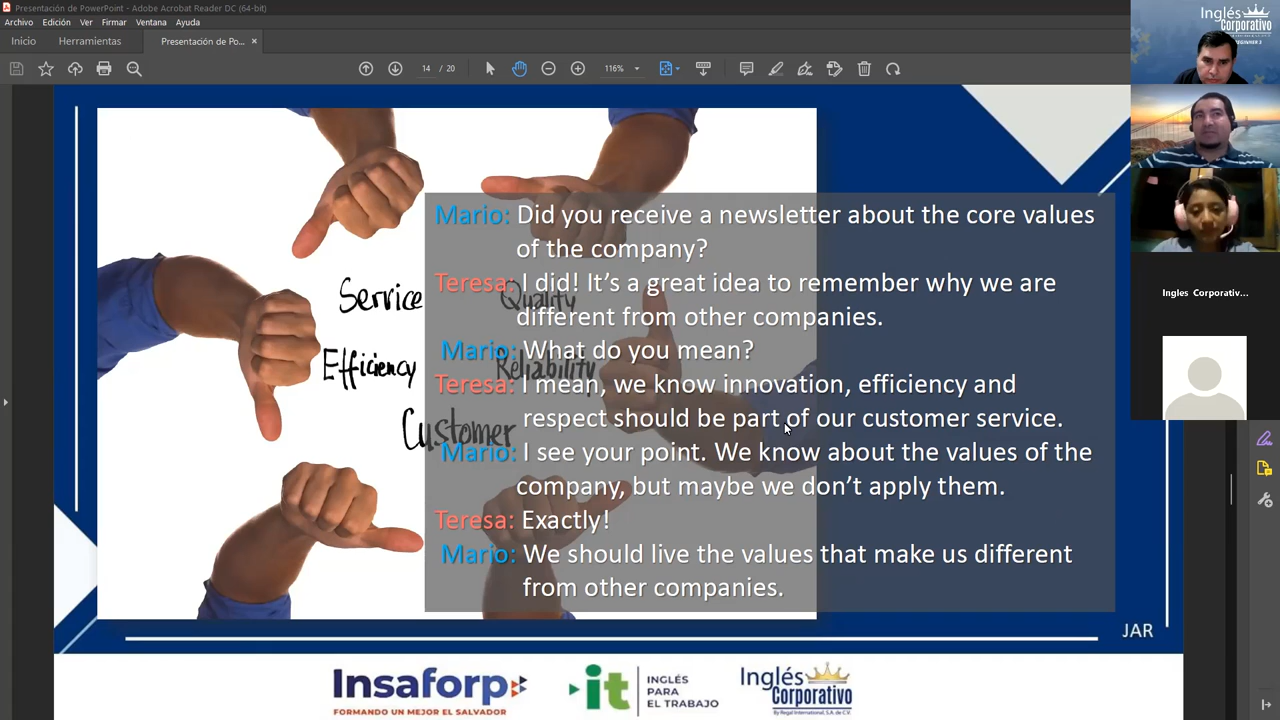 Presentación de PowerPoint - Adobe Acrobat Reader DC (64-bit)
Archivo Edición Ver Firmar Ventana Ayuda
Inicio Herramientas Presentación de Po... ×
14 / 20 116%
Inglés
Corporativo
BEGINNER 2
Mario: Did you receive a newsletter about the core values
of the company?
Teresa: I did! It's a great idea to remember why we are
different from other companies.
Mario: What do you mean?
Teresa: I mean, we know innovation, efficiency and
respect should be part of our customer service.
Mario: I see your point. We know about the values of the
company, but maybe we don't apply them.
Teresa: Exactly!
Mario: We should live the values that make us different
from other companies.
Service
Quality
Efficiency
Reliability
Customer
Ingles Corporativ...
JAR
Insaforp
FORMANDO UN MEJOR EL SALVADOR
it
INGLÉS
PARA
EL TRABAJO
Inglés
Corporativo
By Regal International, S.A. de C.V.